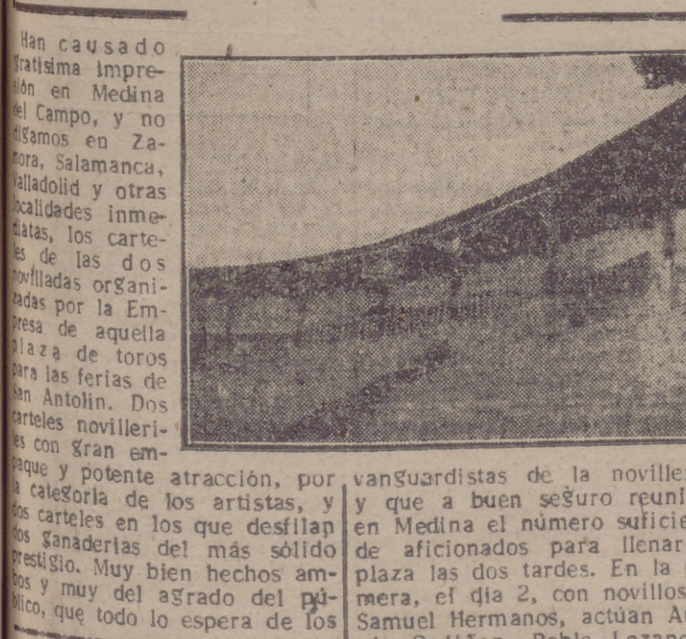 Han causado
gratisima impre-
sión en Medina
del Campo, y no
digamos en Za-
mora, Salamanca,
Valladolid y otras
localidades inme-
diatas, los carte-
les de las dos
novilladas organi-
zadas por la Em-
presa de aquella
plaza de toros
para las ferias de
San Antolín. Dos
carteles novilleri-
les con gran em-
paque y potente atracción, por
la categoría de los artistas, y
dos carteles en los que desfilan
dos ganaderías del más sólido
prestigio. Muy bien hechos am-
bos y muy del agrado del pú-
blico, que todo lo espera de los
vanguardistas de la noville
y que a buen seguro reuni
en Medina el número suficie
de aficionados para llenar
plaza las dos tardes. En la
mera, el día 2, con novillos
Samuel Hermanos, actúan A